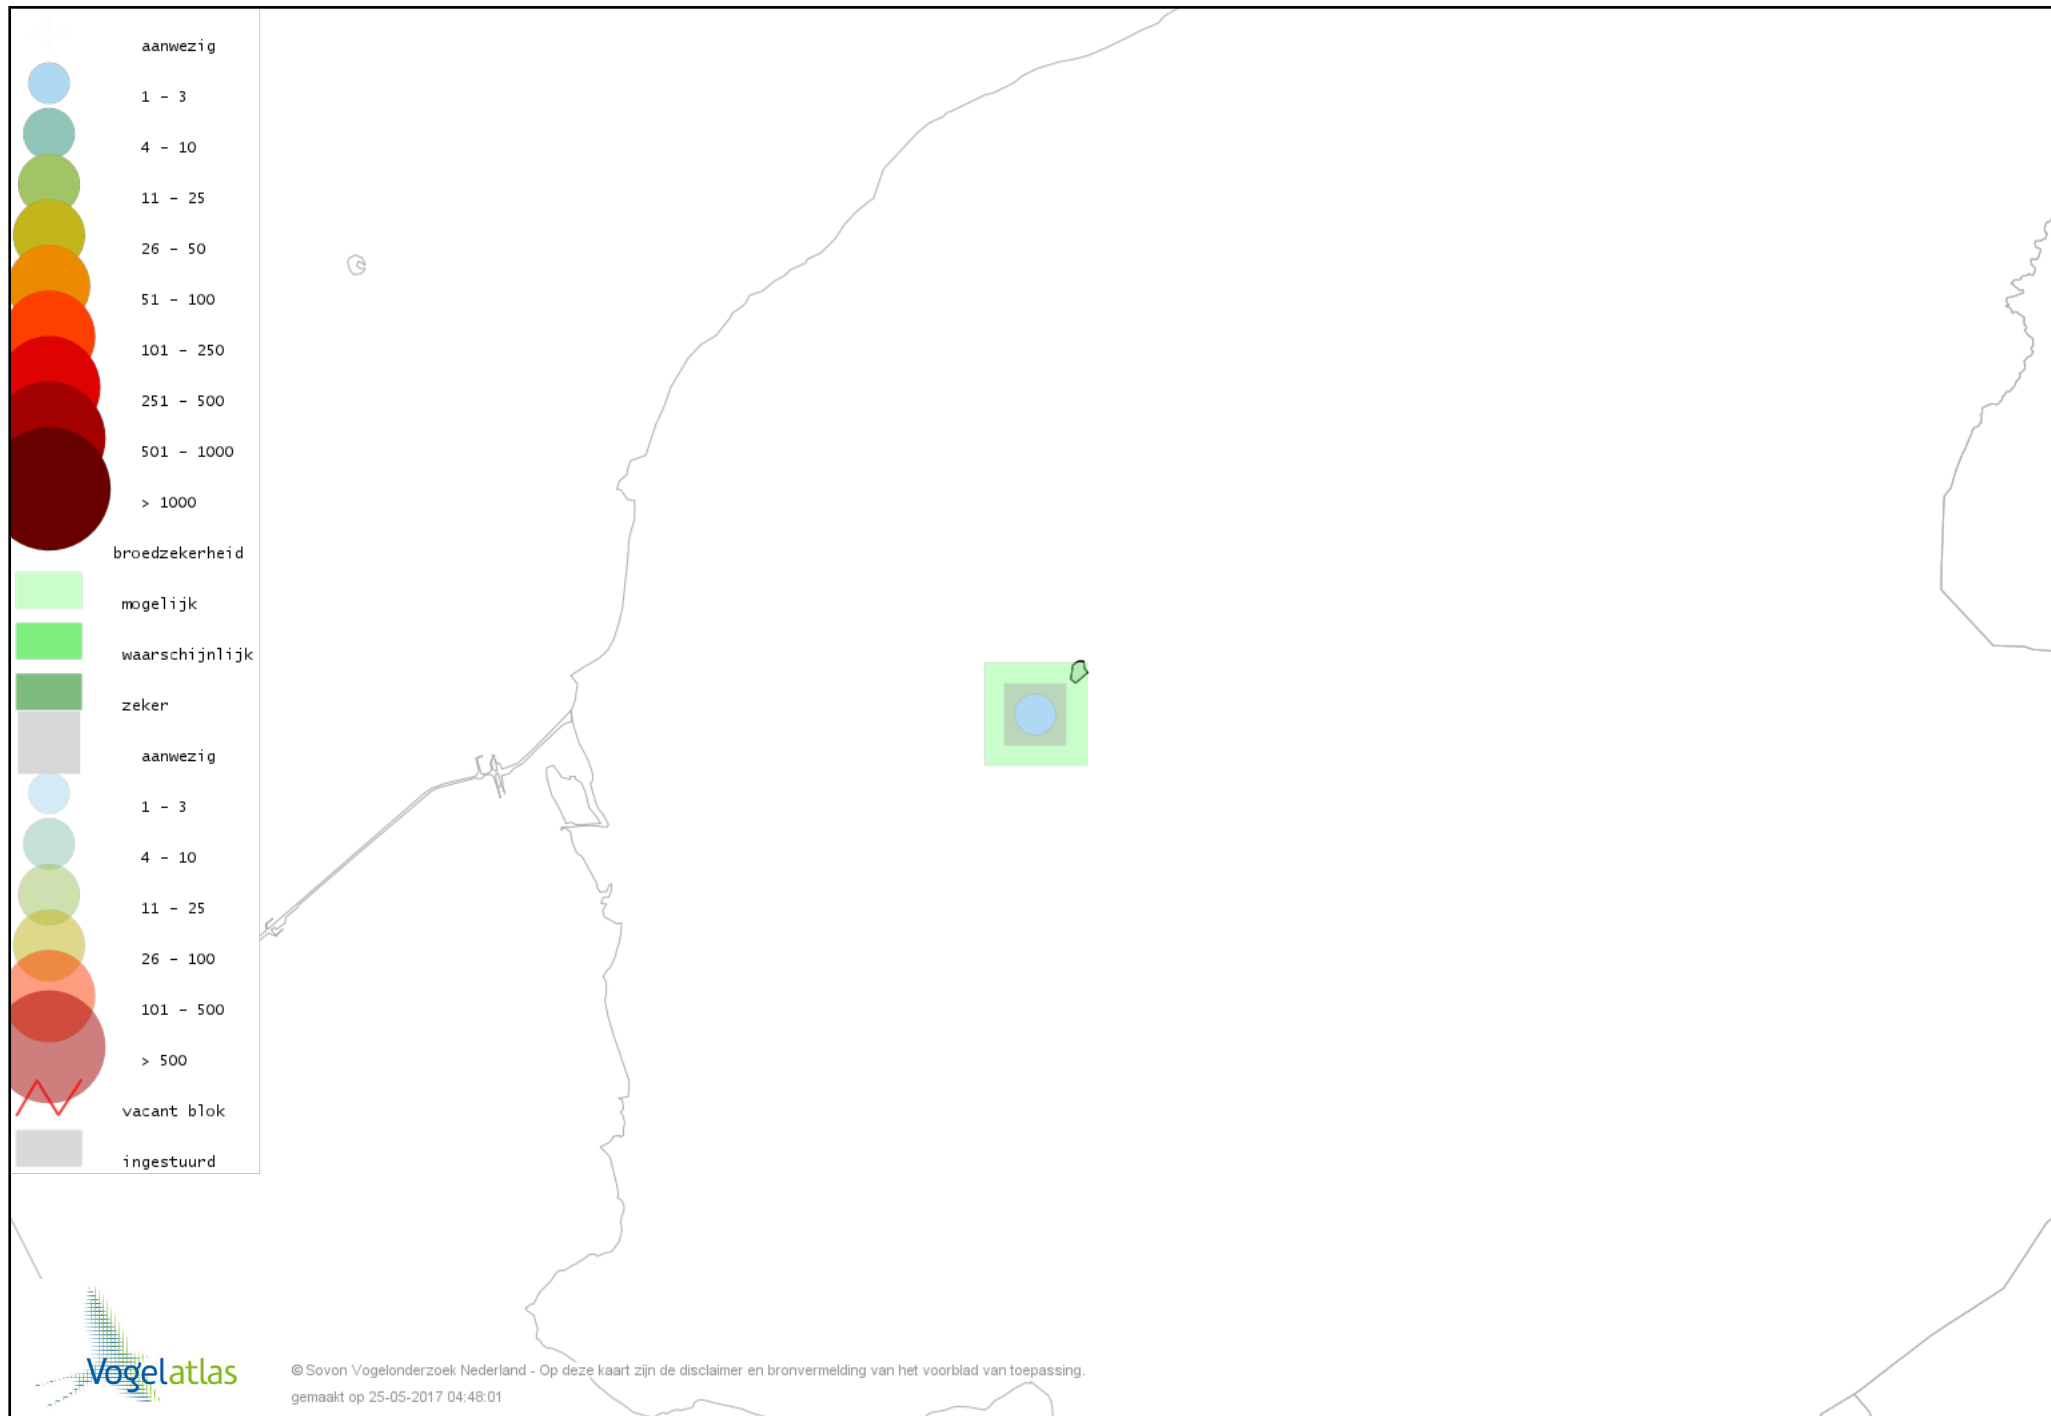 aanwezig
1 - 3
4 - 10
11 - 25
26 - 50
51 - 100
101 - 250
251 - 500
501 - 1000
> 1000
broedzekerheid
mogelijk
waarschijnlijk
zeker
aanwezig
1 - 3
4 - 10
11 - 25
26 - 100
101 - 500
> 500
vacant blok
ingestuurd
Vogelatlas
© Sovon Vogelonderzoek Nederland - Op deze kaart zijn de disclaimer en bronvermelding van het voorblad van toepassing.
gemaakt op 25-05-2017 04:48:01